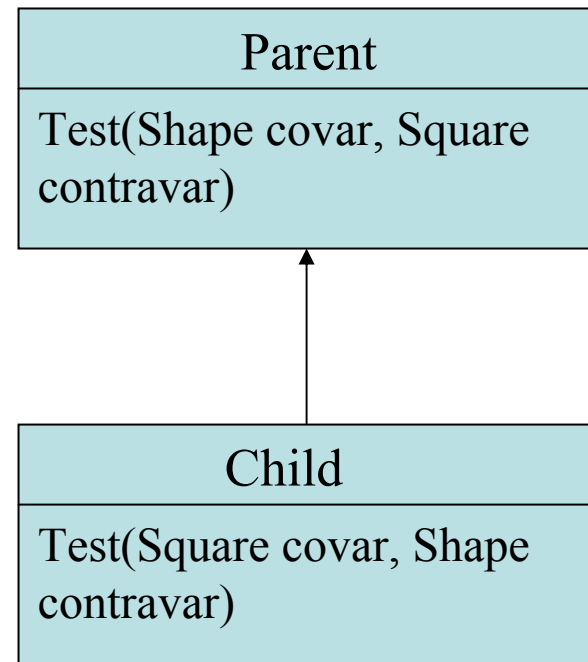 Parent
Test(Shape covar, Square
contravar)
Child
Test(Square covar, Shape
contravar)